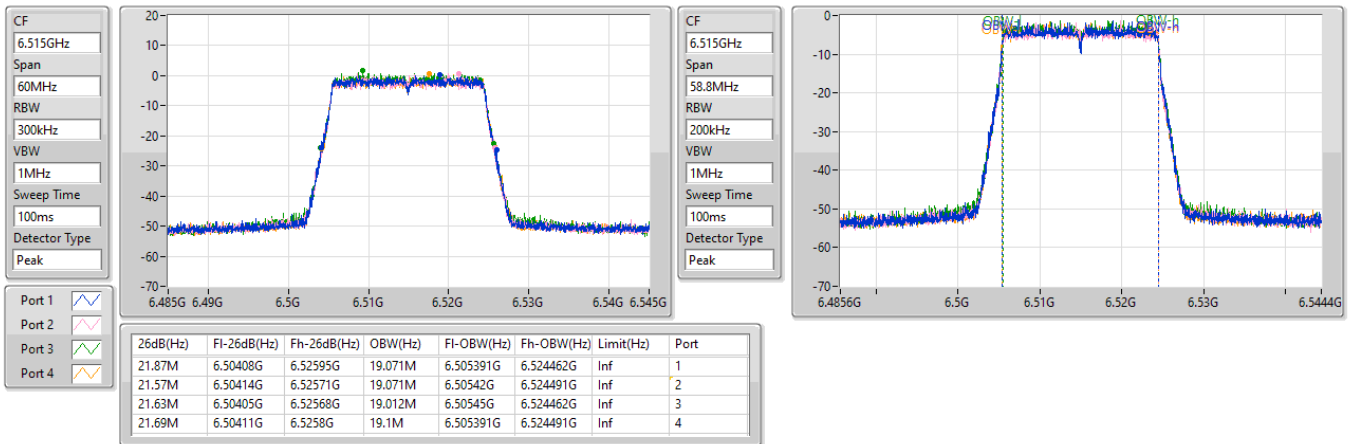 CF
6.515GHz
Span
60MHz
RBW
300kHz
VBW
1MHz
Sweep Time
100ms
Detector Type
Peak
20
10
0
-10
-20
-30
-40
-50
-60
-70
6.485G 6.49G 6.5G 6.51G 6.52G 6.53G 6.54G 6.545G
CF
6.515GHz
Span
58.8MHz
RBW
200kHz
VBW
1MHz
Sweep Time
100ms
Detector Type
Peak
0
-10
-20
-30
-40
-50
-60
-70
6.4856G 6.5G 6.51G 6.52G 6.53G 6.5444G
OBW-h
Port 1
Port 2
Port 3
Port 4
26dB(Hz) Fl-26dB(Hz) Fh-26dB(Hz) OBW(Hz) Fl-OBW(Hz) Fh-OBW(Hz) Limit(Hz) Port
21.87M 6.50408G 6.52595G 19.071M 6.505391G 6.524462G Inf 1
21.57M 6.50414G 6.52571G 19.071M 6.50542G 6.524491G Inf 2
21.63M 6.50405G 6.52568G 19.012M 6.50545G 6.524462G Inf 3
21.69M 6.50411G 6.5258G 19.1M 6.505391G 6.524491G Inf 4